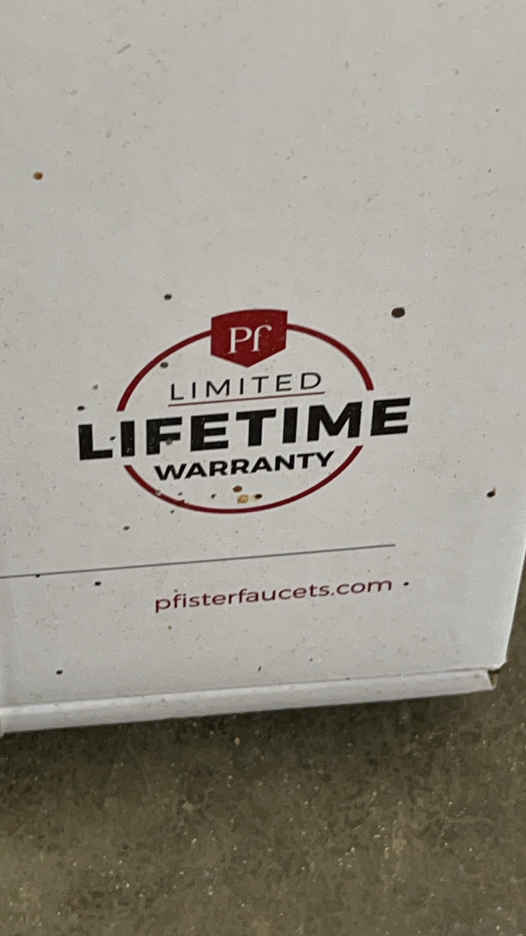 Pf
LIMITED
LIFETIME
WARRANTY
pfisterfaucets.com